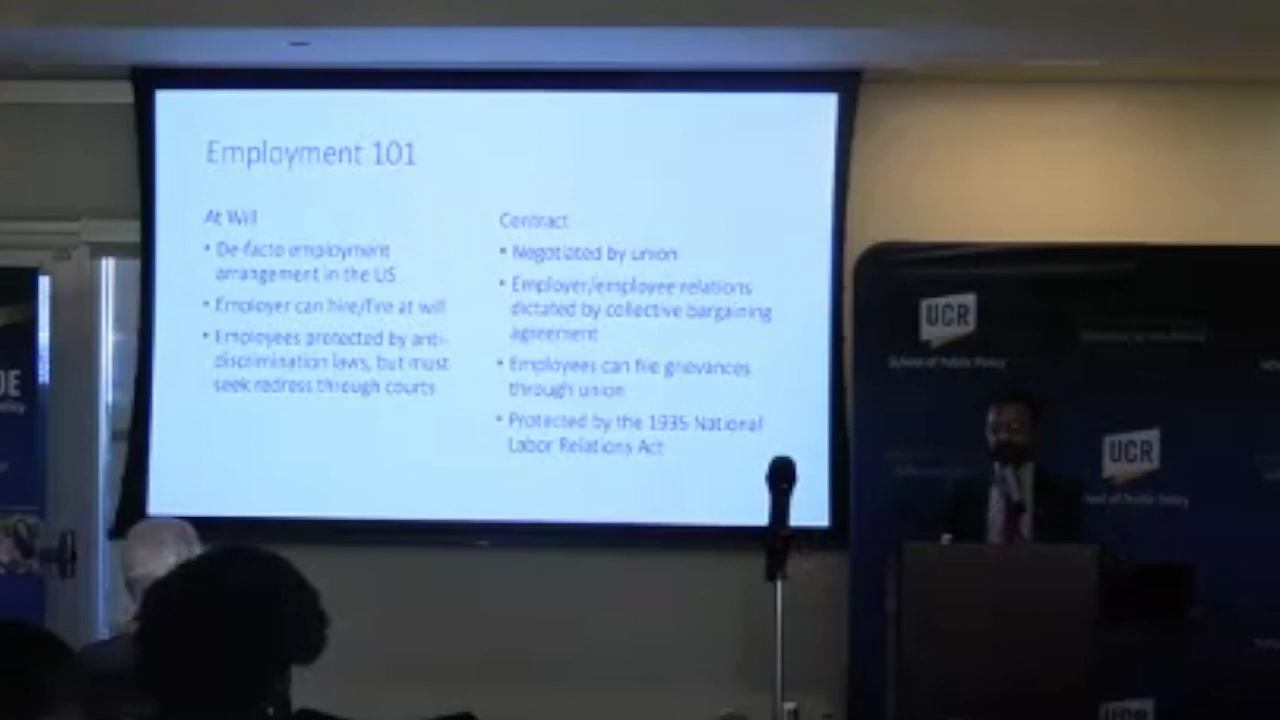 Employment 101
At Will
• De-facto employment
arrangement in the US
• Employer can hire/fire at will
• Employees protected by anti-
discrimination laws, but must
seek redress through courts
Contract
• Negotiated by union
• Employer/employee relations
dictated by collective bargaining
agreement
• Employees can file grievances
through union
• Protected by the 1935 National
Labor Relations Act
UCR
School of Public Policy
UCR
School of Public Policy
UCR